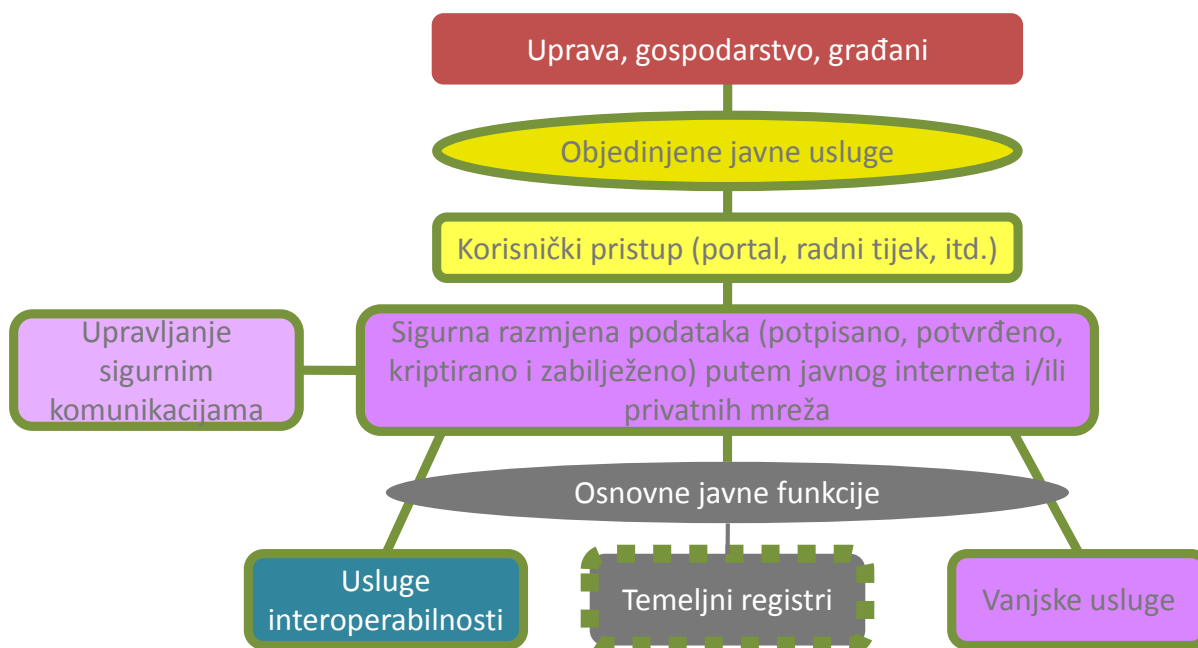 Uprava, gospodarstvo, građani
Objedinjene javne usluge
Korisnički pristup (portal, radni tijek, itd.)
Upravljanje
sigurnim
komunikacijama
Sigurna razmjena podataka (potpisano, potvrđeno,
kriptirano i zabilježeno) putem javnog interneta i/ili
privatnih mreža
Osnovne javne funkcije
Usluge
interoperabilnosti
Temeljni registri
Vanjske usluge